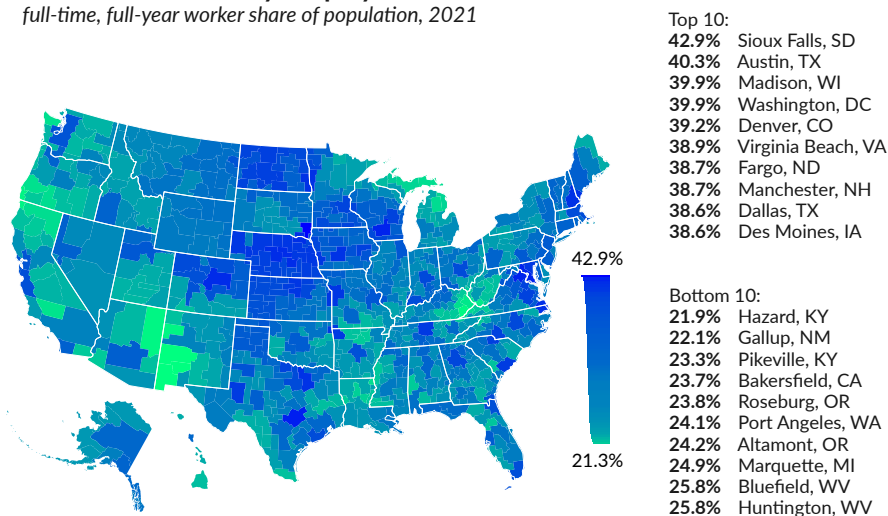 full-time, full-year worker share of population, 2021
Top 10:
42.9% Sioux Falls, SD
40.3% Austin, TX
39.9% Madison, WI
39.9% Washington, DC
39.2% Denver, CO
38.9% Virginia Beach, VA
38.7% Fargo, ND
38.7% Manchester, NH
38.6% Dallas, TX
38.6% Des Moines, IA
42.9%
21.3%
Bottom 10:
21.9% Hazard, KY
22.1% Gallup, NM
23.3% Pikeville, KY
23.7% Bakersfield, CA
23.8% Roseburg, OR
24.1% Port Angeles, WA
24.2% Altamont, OR
24.9% Marquette, MI
25.8% Bluefield, WV
25.8% Huntington, WV